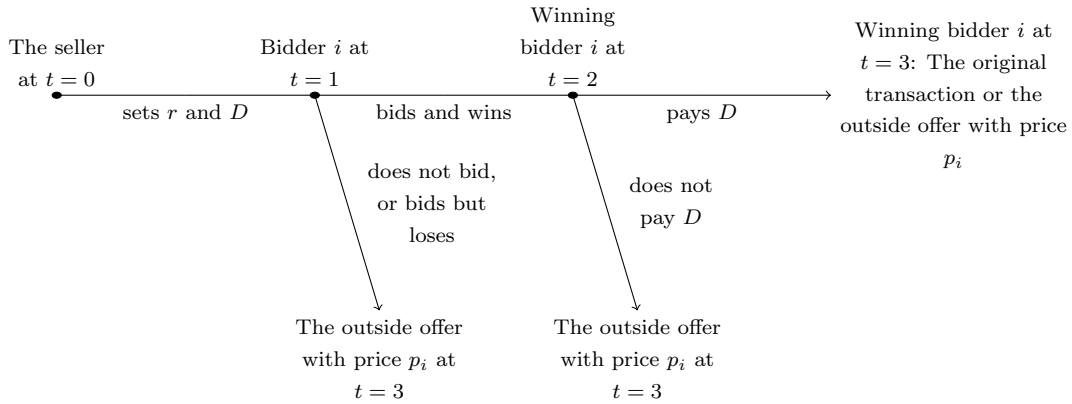 The seller
at t = 0
Bidder i at
t = 1
Winning
bidder i at
t = 2
Winning bidder i at
t = 3: The original
transaction or the
outside offer with price
p_i
sets r and D
bids and wins
pays D
does not bid,
or bids but
loses
does not
pay D
The outside offer
with price p_i at
t = 3
The outside offer
with price p_i at
t = 3